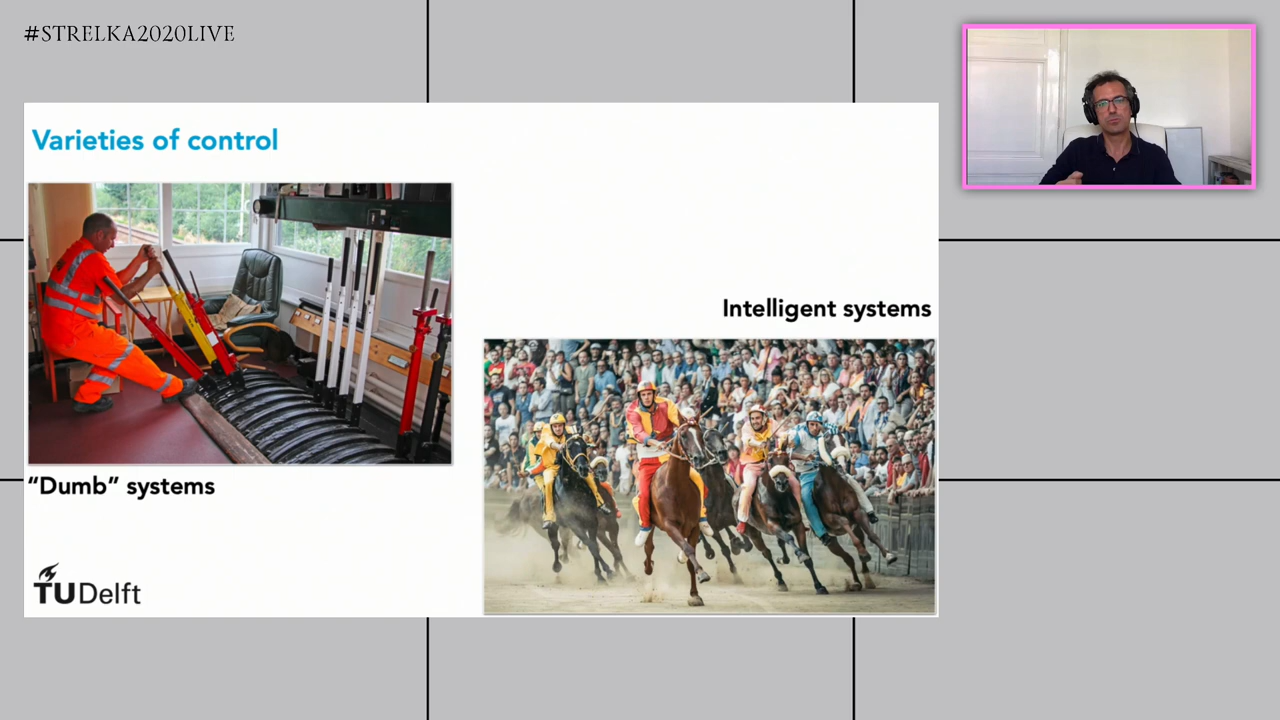 #STRELKA2020LIVE
Varieties of control
Intelligent systems
“Dumb” systems
TUDelft